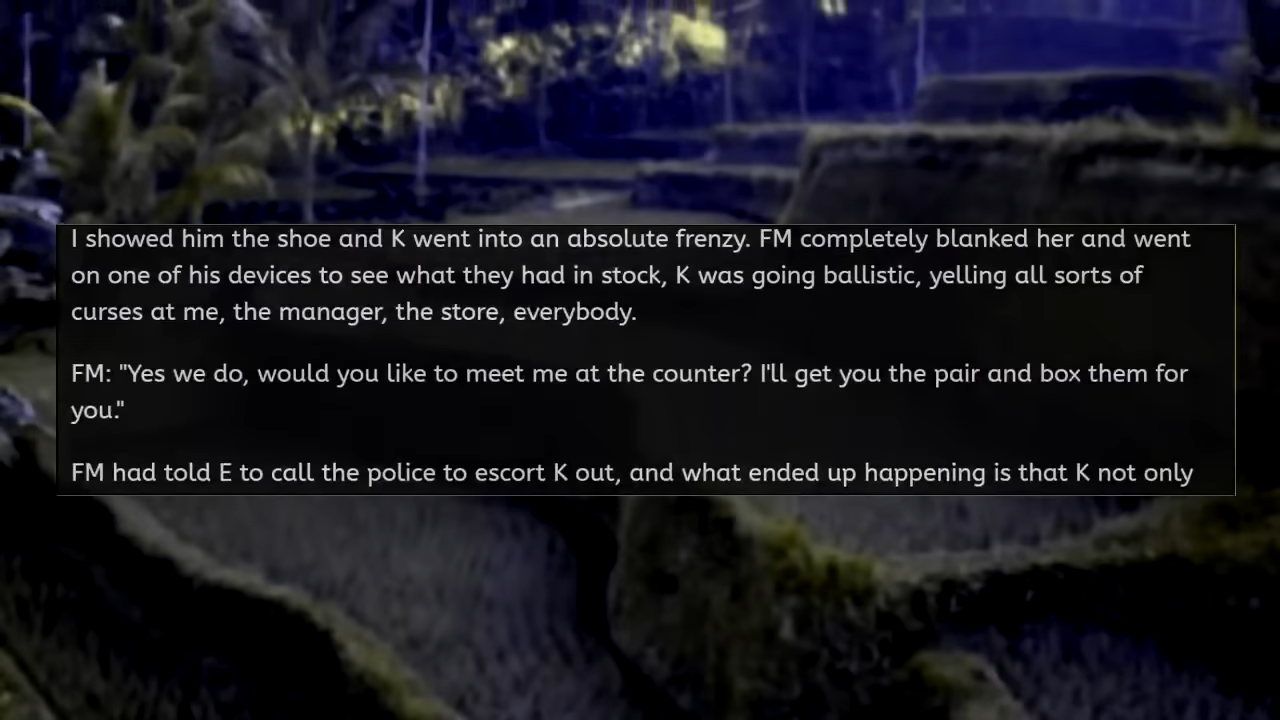 I showed him the shoe and K went into an absolute frenzy. FM completely blanked her and went
on one of his devices to see what they had in stock, K was going ballistic, yelling all sorts of
curses at me, the manager, the store, everybody.
FM: "Yes we do, would you like to meet me at the counter? I'll get you the pair and box them for
you."
FM had told E to call the police to escort K out, and what ended up happening is that K not only